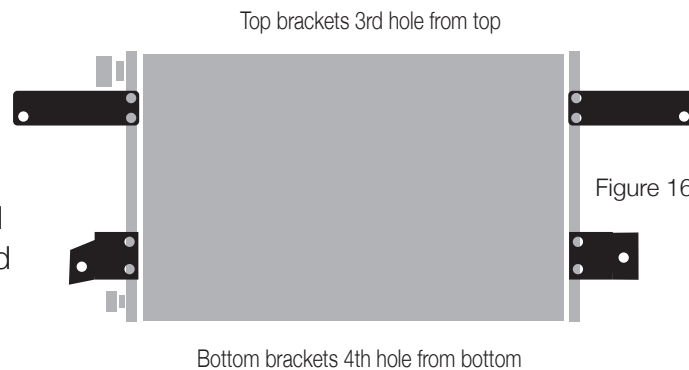 Top brackets 3rd hole from top
Figure 16
Bottom brackets 4th hole from bottom